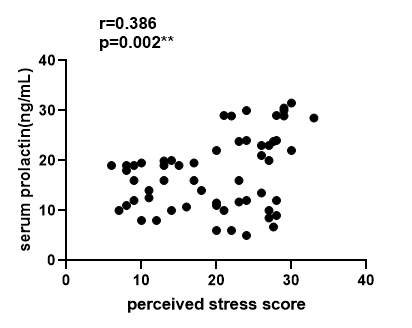 r=0.386
p=0.002**
40
30
20
10
0
serum prolactin(ng/mL)
0 10 20 30 40
perceived stress score